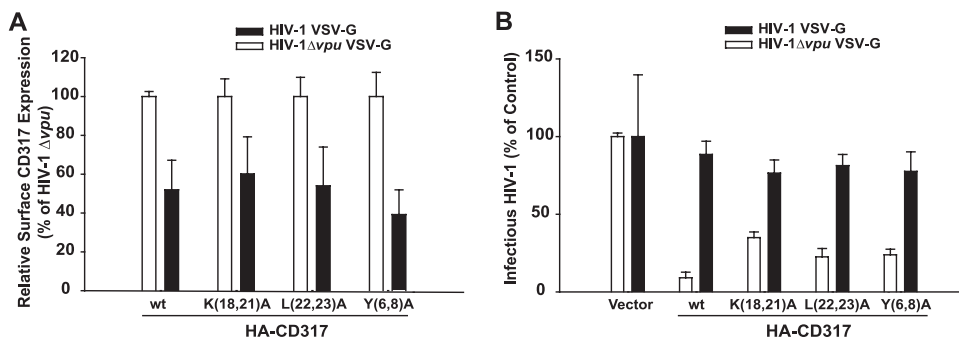 A
HIV-1 VSV-G
HIV-1Δvpu VSV-G
Relative Surface CD317 Expression
(% of HIV-1 Δvpu)
120
100
80
60
40
20
0
wt K(18,21)A L(22,23)A Y(6,8)A
HA-CD317
B
HIV-1 VSV-G
HIV-1Δvpu VSV-G
Infectious HIV-1 (% of Control)
150
100
50
0
Vector wt K(18,21)A L(22,23)A Y(6,8)A
HA-CD317